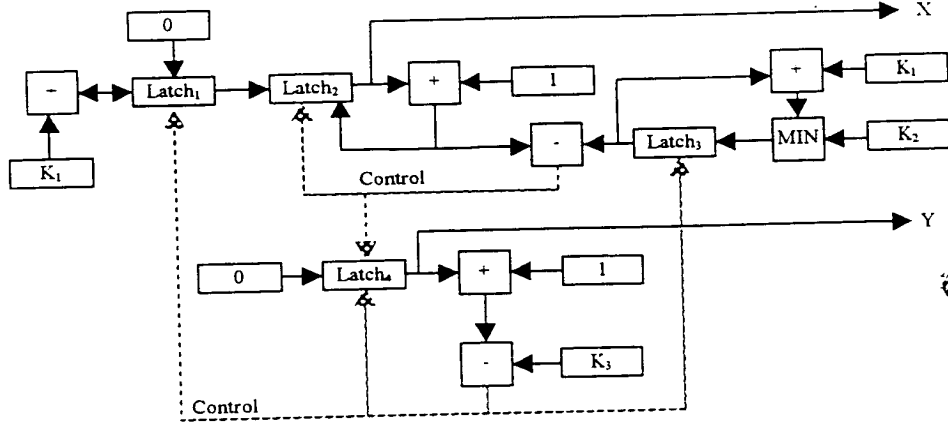 0
X
+
Latch₁
Latch₂
+
1
+
K₁
K₁
-
Latch₃
MIN
K₂
Control
0
Latch₄
+
1
Y
-
K₃
Control